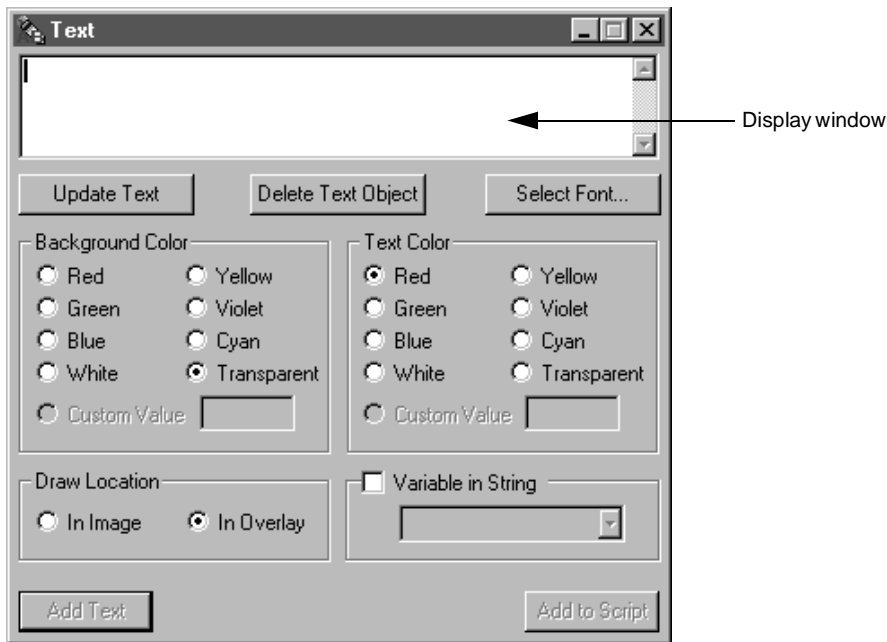 Text
Display window
Update Text Delete Text Object Select Font...
Background Color
Red Yellow
Green Violet
Blue Cyan
White Transparent
Custom Value
Text Color
Red Yellow
Green Violet
Blue Cyan
White Transparent
Custom Value
Draw Location
In Image In Overlay
Variable in String
Add Text Add to Script